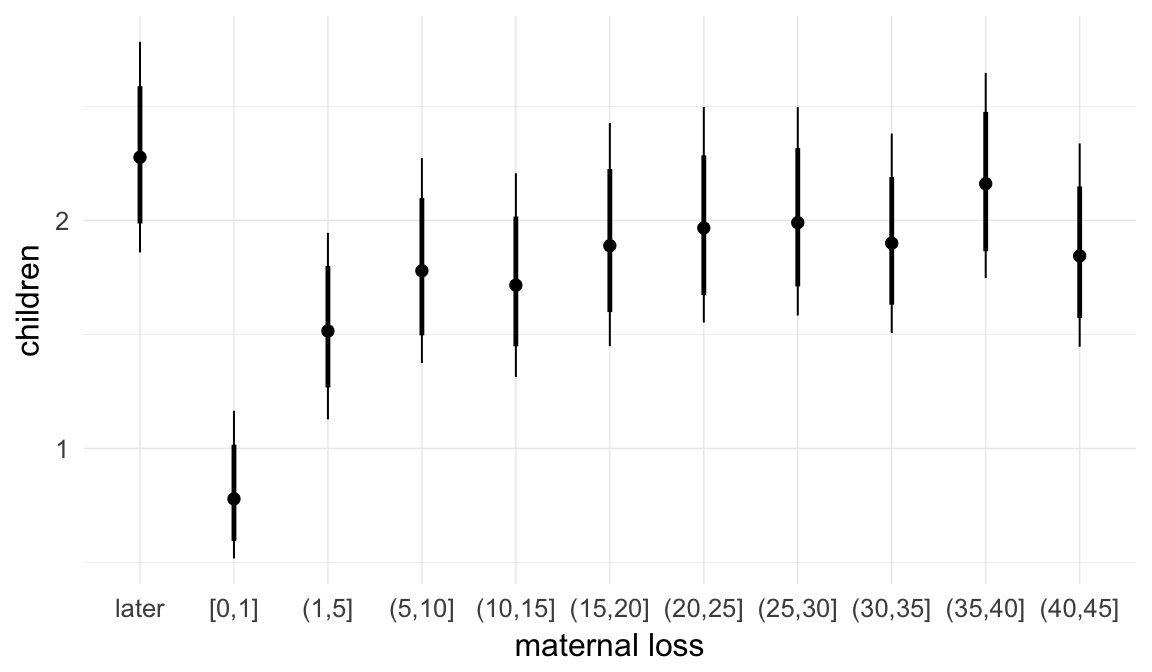 children
2
1
later [0,1] (1,5] (5,10] (10,15] (15,20] (20,25] (25,30] (30,35] (35,40] (40,45]
maternal loss